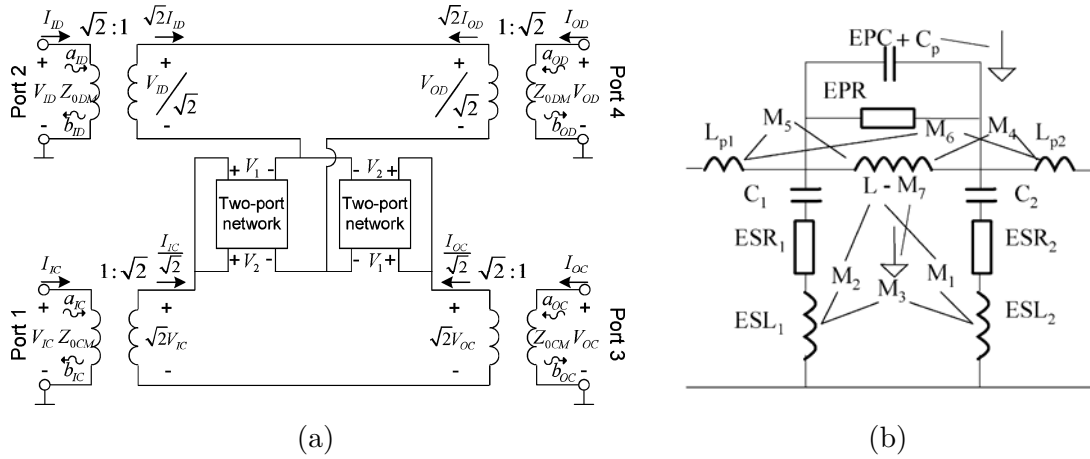 I_ID √2:1 √2I_ID √2I_OD 1:√2 I_OD
Port 2
+ a_ID + + a_OD +
V_ID Z_0DM V_ID/√2 V_OD/√2 Z_0DM V_OD
- b_ID - - b_OD -
Port 4
+ V_1 - - V_2 +
Two-port network
Two-port network
+ V_2 - - V_1 +
I_IC 1:√2 I_IC/√2 I_OC/√2 √2:1 I_OC
Port 1
+ a_IC + + a_OC +
V_IC Z_0CM √2V_IC √2V_OC Z_0CM V_OC
- b_IC - - b_OC -
Port 3
(a)
EPC + C_p
EPR
L_p1 M_5 M_6 M_4 L_p2
C_1 L - M_7 C_2
ESR_1 ESR_2
M_2 M_3 M_1
ESL_1 ESL_2
(b)